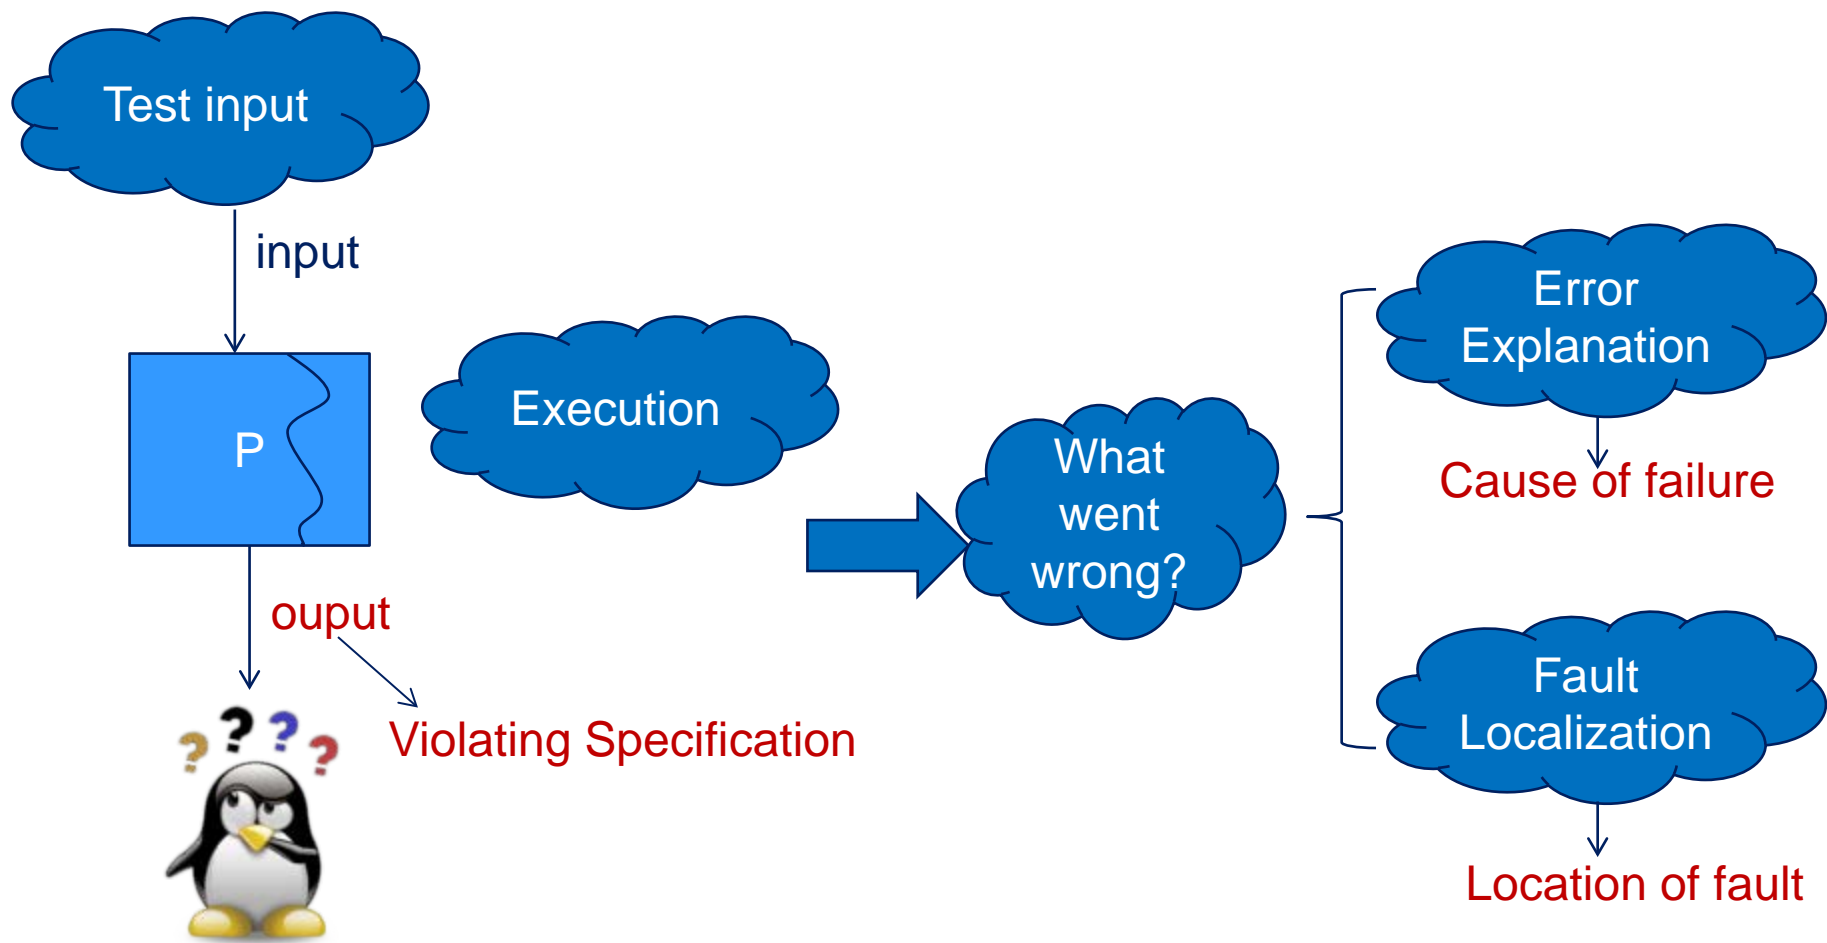 Test input
input
P
Execution
ouput
Violating Specification
? ? ? ?
What
went
wrong?
Error
Explanation
Cause of failure
Fault
Localization
Location of fault